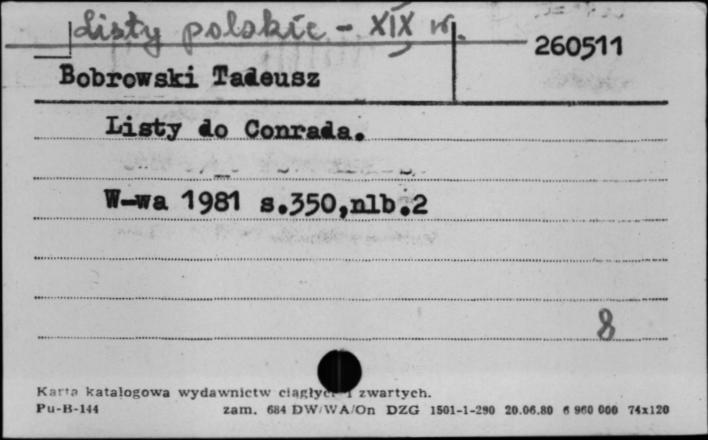 Listy polskie - XIX w.
260511
Bobrowski Tadeusz
Listy do Conrada.
W-wa 1981 s.350,nlb.2
8
Karta katalogowa wydawnictw ciągłych i zwartych.
Pu-B-144 zam. 684 DW/WA/On DZG 1501-1-290 20.06.80 6 960 000 74x120